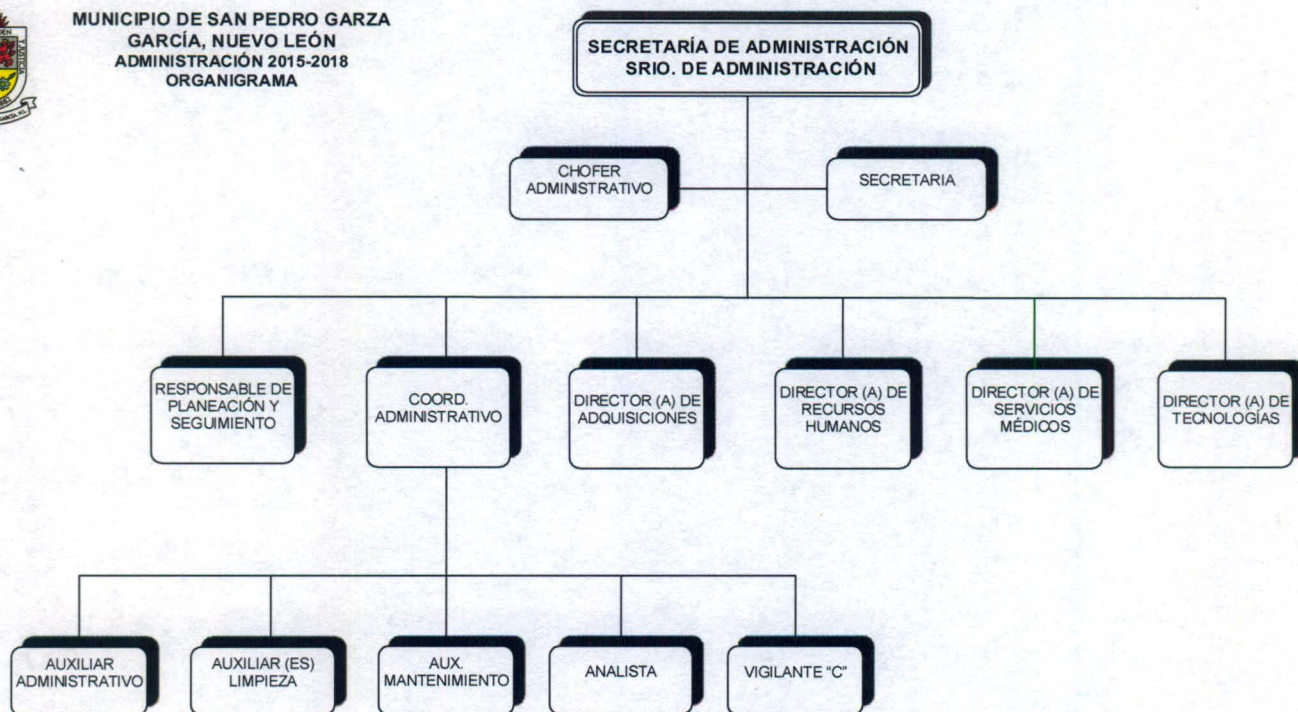 MUNICIPIO DE SAN PEDRO GARZA
GARCÍA, NUEVO LEÓN
ADMINISTRACIÓN 2015-2018
ORGANIGRAMA
SECRETARÍA DE ADMINISTRACIÓN
SRIO. DE ADMINISTRACIÓN
CHOFER
ADMINISTRATIVO
SECRETARIA
RESPONSABLE DE
PLANEACIÓN Y
SEGUIMIENTO
COORD.
ADMINISTRATIVO
DIRECTOR (A) DE
ADQUISICIONES
DIRECTOR (A) DE
RECURSOS
HUMANOS
DIRECTOR (A) DE
SERVICIOS
MÉDICOS
DIRECTOR (A) DE
TECNOLOGÍAS
AUXILIAR
ADMINISTRATIVO
AUXILIAR (ES)
LIMPIEZA
AUX.
MANTENIMIENTO
ANALISTA
VIGILANTE “C”